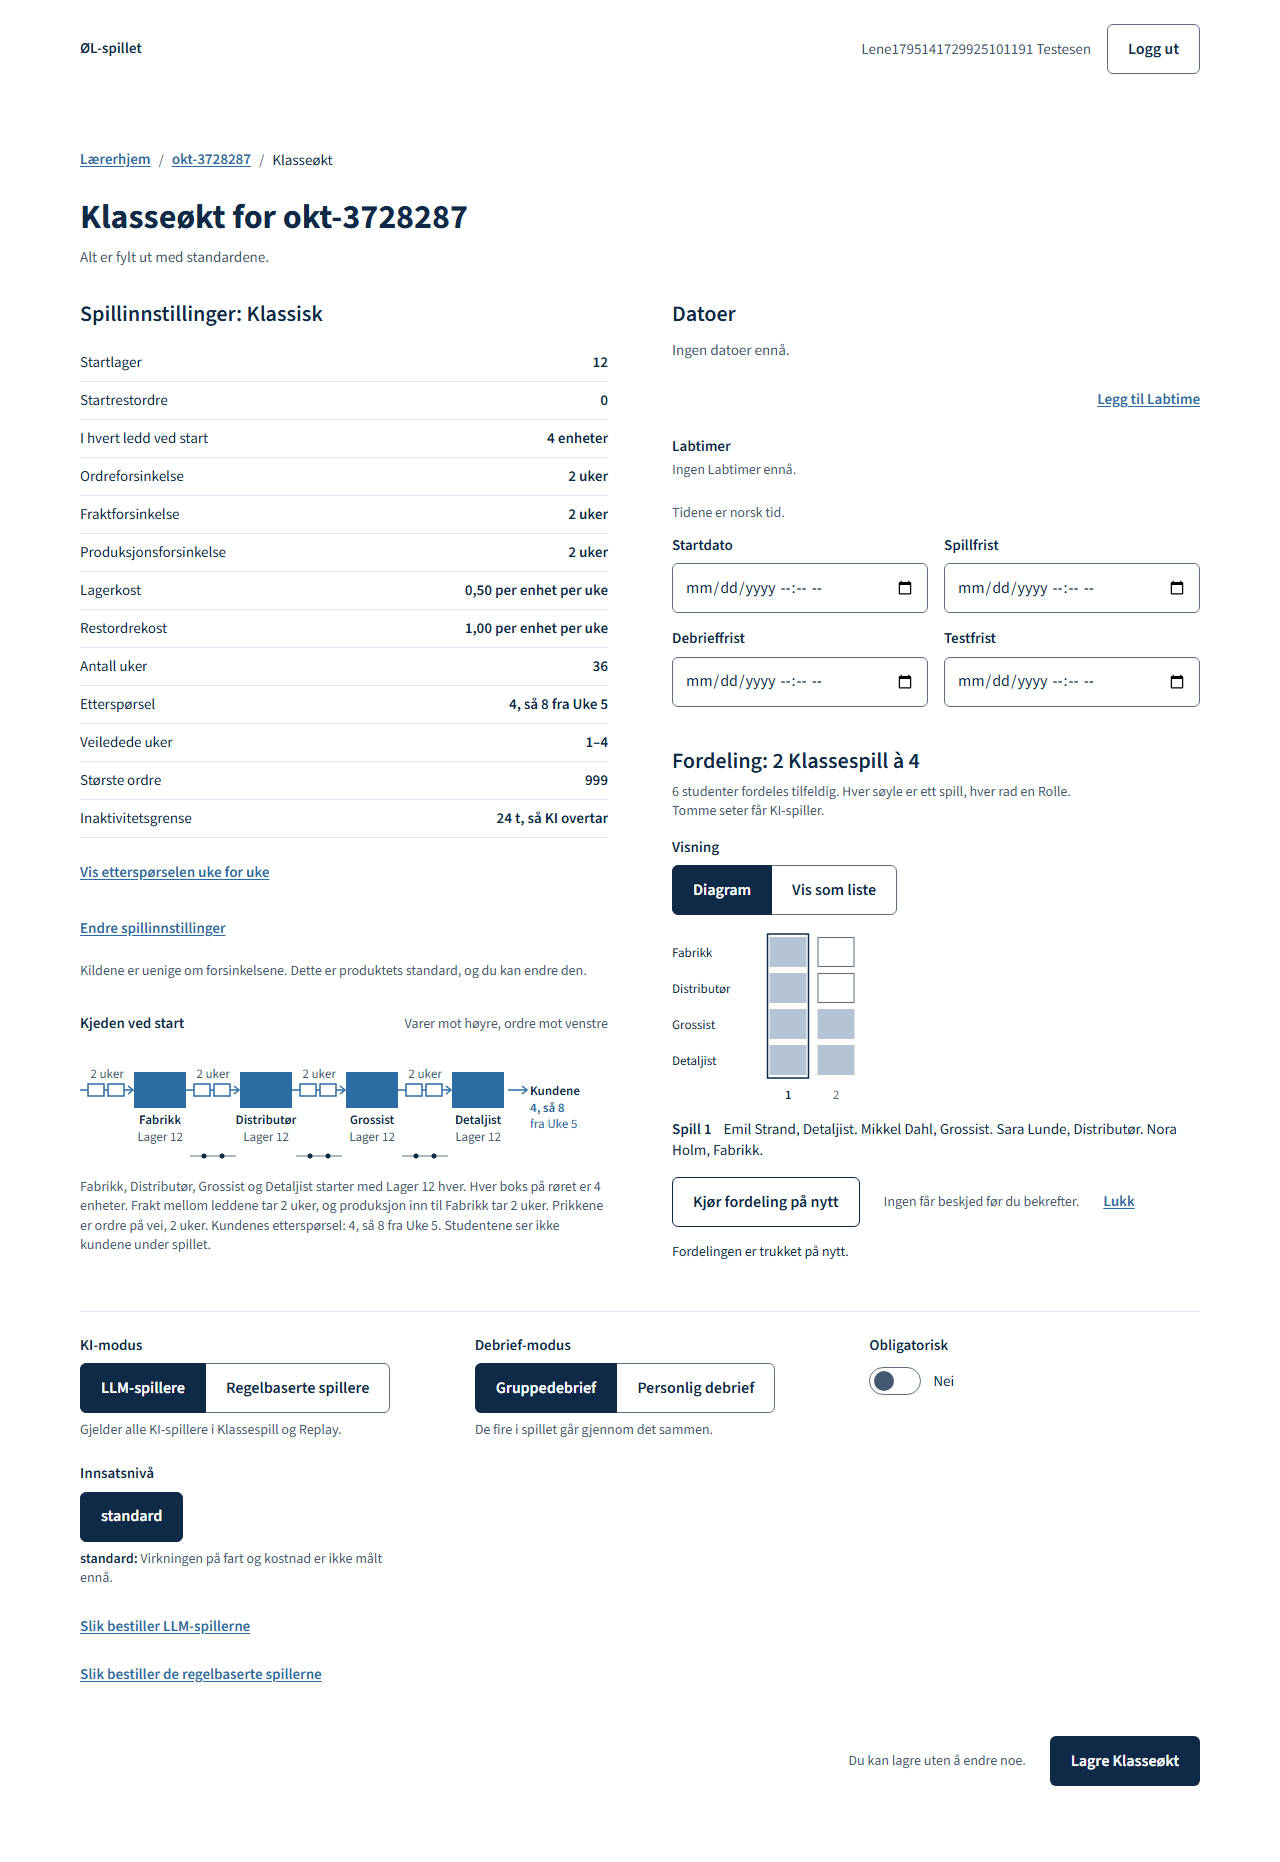 ØL-spillet
Lene1795141729925101191 Testesen
Logg ut
Lærerhjem / okt-3728287 / Klasseøkt
Klasseøkt for okt-3728287
Alt er fylt ut med standardene.
Spillinnstillinger: Klassisk
Startlager 12
Startrestordre 0
I hvert ledd ved start 4 enheter
Ordreforsinkelse 2 uker
Fraktforsinkelse 2 uker
Produksjonsforsinkelse 2 uker
Lagerkost 0,50 per enhet per uke
Restordrekost 1,00 per enhet per uke
Antall uker 36
Etterspørsel 4, så 8 fra Uke 5
Veiledede uker 1–4
Største ordre 999
Inaktivitetsgrense 24 t, så KI overtar
Vis etterspørselen uke for uke
Endre spillinnstillinger
Kildene er uenige om forsinkelsene. Dette er produktets standard, og du kan endre den.
Kjeden ved start
Varer mot høyre, ordre mot venstre
2 uker 2 uker 2 uker 2 uker
Kundene
4, så 8
fra Uke 5
Fabrikk Distributør Grossist Detaljist
Lager 12 Lager 12 Lager 12 Lager 12
Fabrikk, Distributør, Grossist og Detaljist starter med Lager 12 hver. Hver boks på røret er 4
enheter. Frakt mellom leddene tar 2 uker, og produksjon inn til Fabrikk tar 2 uker. Prikkene
er ordre på vei, 2 uker. Kundenes etterspørsel: 4, så 8 fra Uke 5. Studentene ser ikke
kundene under spillet.
Datoer
Ingen datoer ennå.
Legg til Labtime
Labtimer
Ingen Labtimer ennå.
Tidene er norsk tid.
Startdato Spillfrist
mm/dd/yyyy --:-- -- mm/dd/yyyy --:-- --
Debrieffrist Testfrist
mm/dd/yyyy --:-- -- mm/dd/yyyy --:-- --
Fordeling: 2 Klassespill à 4
6 studenter fordeles tilfeldig. Hver søyle er ett spill, hver rad en Rolle.
Tomme seter får KI-spiller.
Visning
Diagram Vis som liste
Fabrikk
Distributør
Grossist
Detaljist
1 2
Spill 1 Emil Strand, Detaljist. Mikkel Dahl, Grossist. Sara Lunde, Distributør. Nora
Holm, Fabrikk.
Kjør fordeling på nytt
Ingen får beskjed før du bekrefter.
Lukk
Fordelingen er trukket på nytt.
KI-modus
LLM-spillere Regelbaserte spillere
Gjelder alle KI-spillere i Klassespill og Replay.
Debrief-modus
Gruppedebrief Personlig debrief
De fire i spillet går gjennom det sammen.
Obligatorisk
Nei
Innsatsnivå
standard
standard: Virkningen på fart og kostnad er ikke målt
ennå.
Slik bestiller LLM-spillerne
Slik bestiller de regelbaserte spillerne
Du kan lagre uten å endre noe.
Lagre Klasseøkt